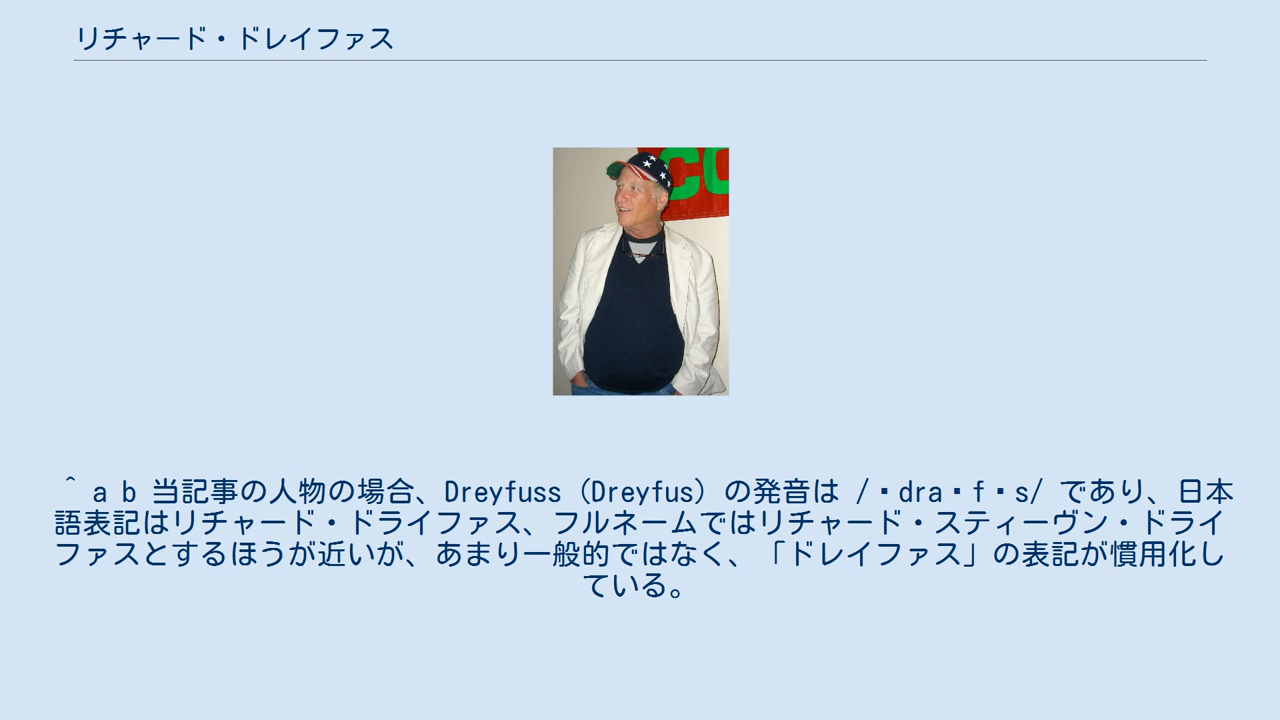 リチャード・ドレイファス
CO
^ a b 当記事の人物の場合、Dreyfuss（Dreyfus）の発音は /▪dra▪f▪s/ であり、日本
語表記はリチャード・ドライファス、フルネームではリチャード・スティーヴン・ドライ
ファスとするほうが近いが、あまり一般的ではなく、「ドレイファス」の表記が慣用化し
ている。